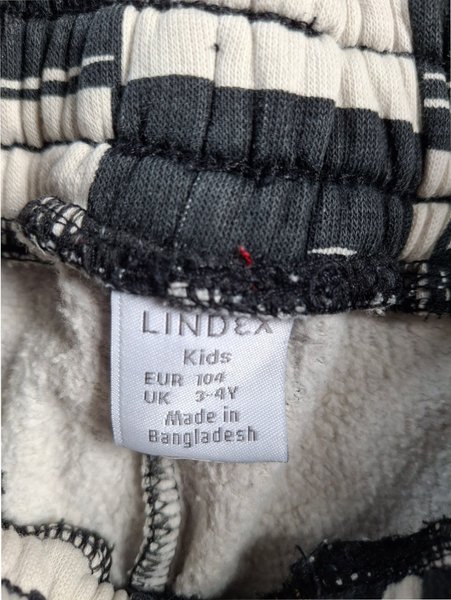 LINDEX
Kids
EUR 104
UK 3-4Y
Made in
Bangladesh